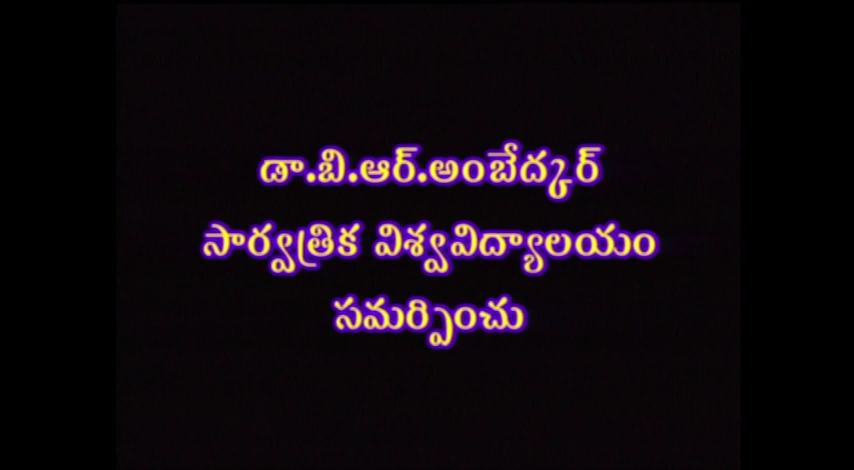 డా.బి.ఆర్.అంబేద్కర్
సార్వత్రిక విశ్వవిద్యాలయం
సమర్పించు